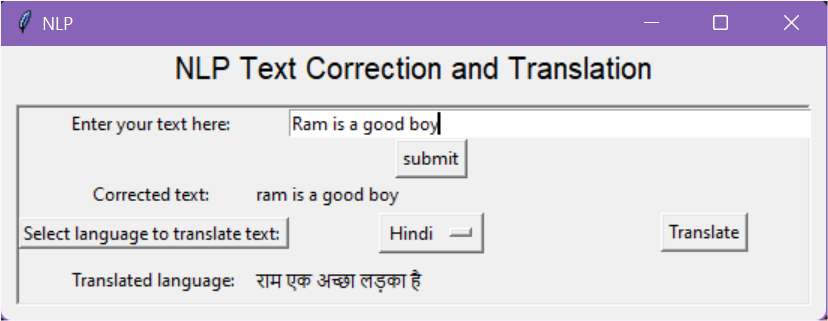 NLP
NLP Text Correction and Translation
Enter your text here: Ram is a good boy
submit
Corrected text: ram is a good boy
Select language to translate text: Hindi Translate
Translated language: राम एक अच्छा लड़का है